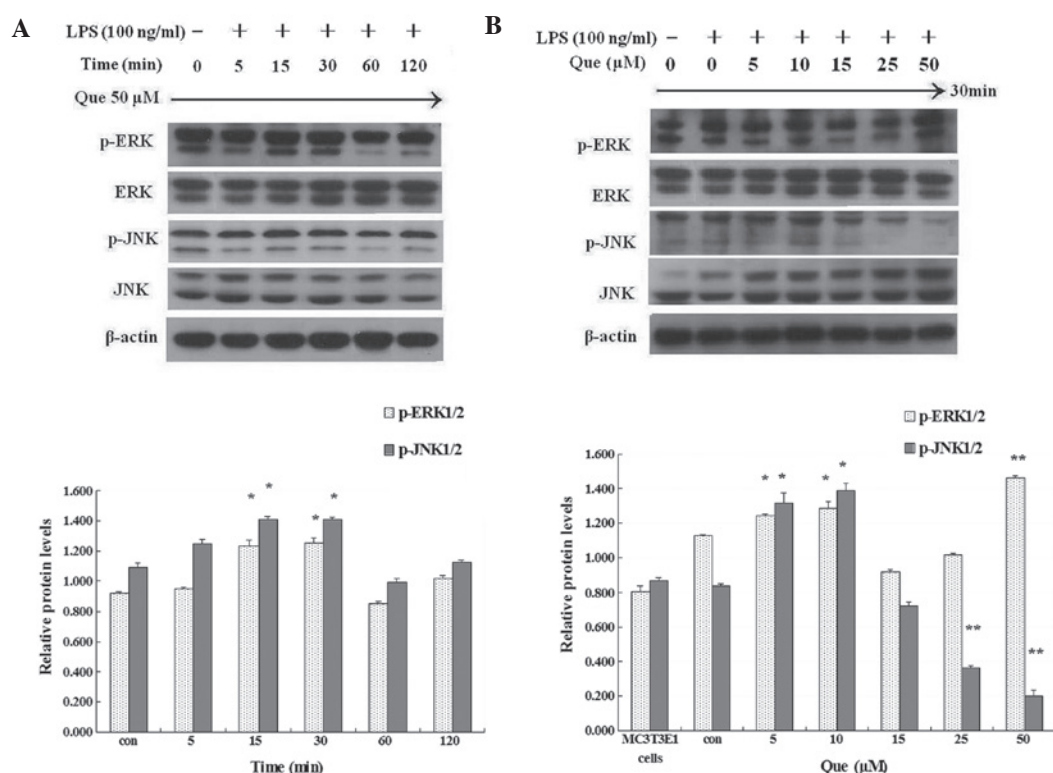 A
LPS (100 ng/ml) – + + + + +
Time (min) 0 5 15 30 60 120
Que 50 µM
p-ERK
ERK
p-JNK
JNK
β-actin
B
LPS (100 ng/ml) – + + + + + +
Que (µM) 0 0 5 10 15 25 50
30min
p-ERK
ERK
p-JNK
JNK
β-actin
p-ERK1/2
p-JNK1/2
Relative protein levels
1.600
1.400
1.200
1.000
0.800
0.600
0.400
0.200
0.000
* * * *
con 5 15 30 60 120
Time (min)
p-ERK1/2
p-JNK1/2
Relative protein levels
1.600
1.400
1.200
1.000
0.800
0.600
0.400
0.200
0.000
* * * * ** ** **
MC3T3E1 con 5 10 15 25 50
cells
Que (µM)